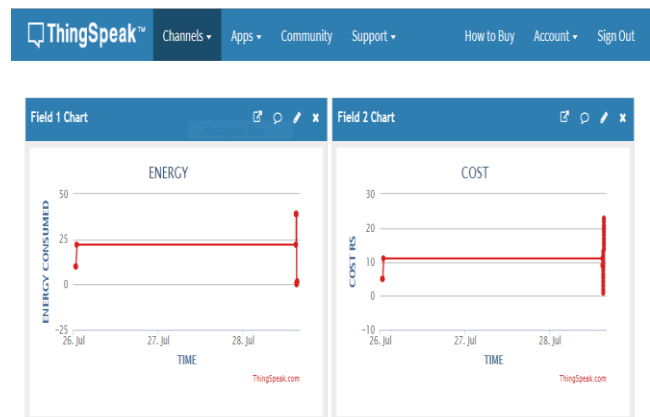 ThingSpeak™ Channels Apps Community Support How to Buy Account Sign Out
Field 1 Chart
ENERGY
ENERGY CONSUMED
50
25
0
-25
26. Jul 27. Jul 28. Jul
TIME
ThingSpeak.com
Field 2 Chart
COST
COST RS
30
20
10
0
-10
26. Jul 27. Jul 28. Jul
TIME
ThingSpeak.com